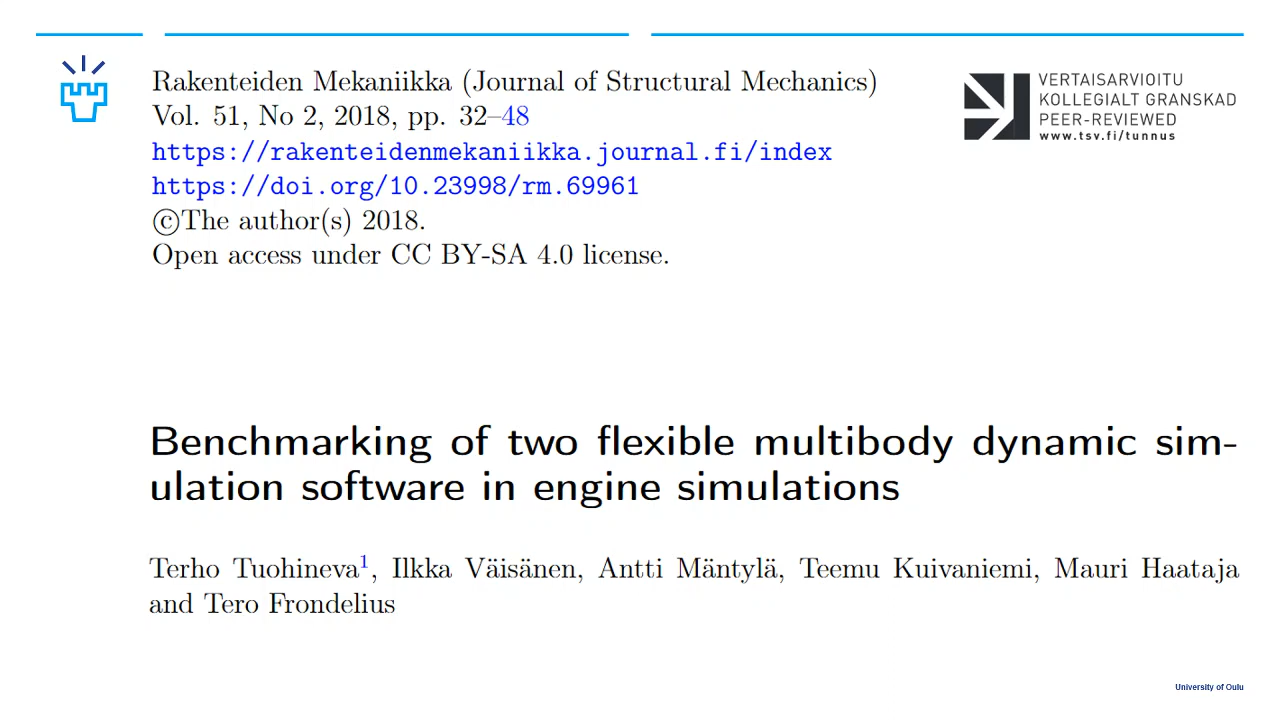 Rakenteiden Mekaniikka (Journal of Structural Mechanics)
Vol. 51, No 2, 2018, pp. 32–48
https://rakenteidenmekaniikka.journal.fi/index
https://doi.org/10.23998/rm.69961
©The author(s) 2018.
Open access under CC BY-SA 4.0 license.
VERTAISARVIOITU
KOLLEGIALT GRANSKAD
PEER-REVIEWED
www.tsv.fi/tunnus
Benchmarking of two flexible multibody dynamic sim-
ulation software in engine simulations
Terho Tuohineva1, Ilkka Väisänen, Antti Mäntylä, Teemu Kuivaniemi, Mauri Haataja
and Tero Frondelius
University of Oulu